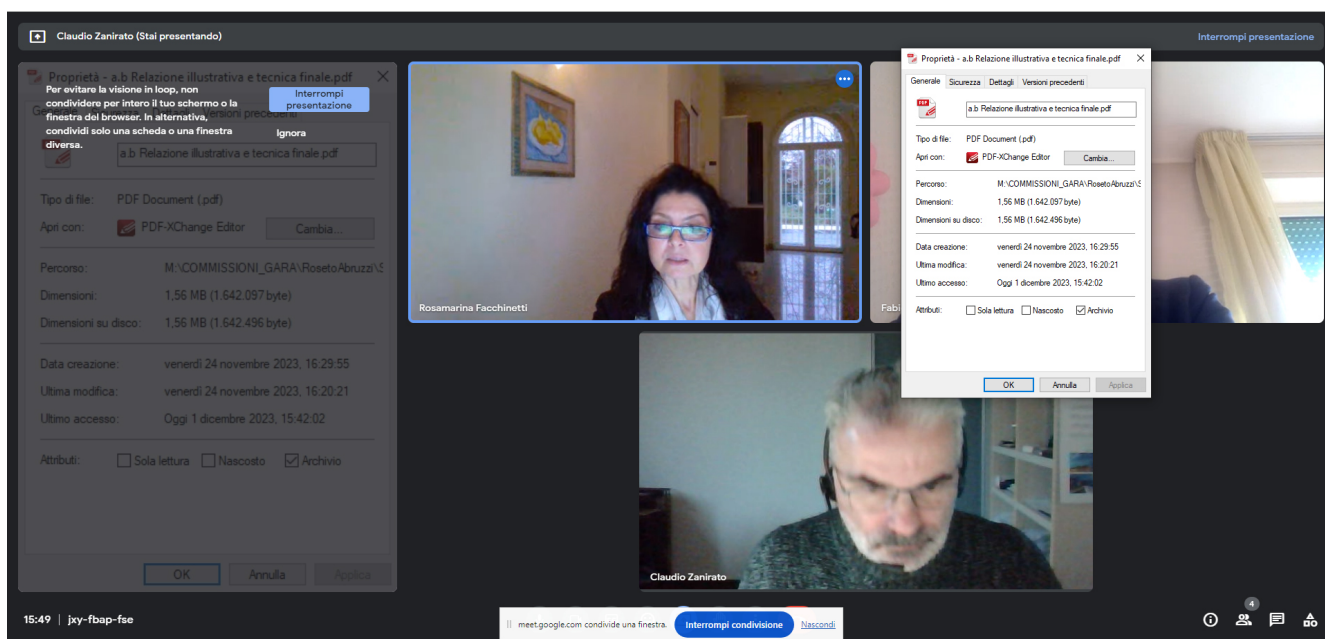 Claudio Zanirato (Stai presentando)
Interrompi presentazione
Proprietà - a.b Relazione illustrativa e tecnica finale.pdf
Per evitare la visione in loop, non
condividere per intero il tuo schermo o la
finestra del browser. In alternativa,
condividi solo una scheda o una finestra
diversa.
Interrompi
presentazione
Ignora
Generale Sicurezza Dettagli Versioni precedenti
a.b Relazione illustrativa e tecnica finale.pdf
Tipo di file: PDF Document (.pdf)
Apri con: PDF-XChange Editor Cambia...
Percorso: M:\COMMISSIONI_GARA\RosetoAbruzzi\S
Dimensioni: 1,56 MB (1.642.097 byte)
Dimensioni su disco: 1,56 MB (1.642.496 byte)
Data creazione: venerdì 24 novembre 2023, 16:29:55
Ultima modifica: venerdì 24 novembre 2023, 16:20:21
Ultimo accesso: Oggi 1 dicembre 2023, 15:42:02
Attributi: Sola lettura Nascosto Archivio
OK Annulla Applica
Rosamarina Facchinetti
Fabi
Proprietà - a.b Relazione illustrativa e tecnica finale.pdf
Generale Sicurezza Dettagli Versioni precedenti
PDF
a.b Relazione illustrativa e tecnica finale.pdf
Tipo di file: PDF Document (.pdf)
Apri con: PDF-XChange Editor Cambia...
Percorso: M:\COMMISSIONI_GARA\RosetoAbruzzi\S
Dimensioni: 1,56 MB (1.642.097 byte)
Dimensioni su disco: 1,56 MB (1.642.496 byte)
Data creazione: venerdì 24 novembre 2023, 16:29:55
Ultima modifica: venerdì 24 novembre 2023, 16:20:21
Ultimo accesso: Oggi 1 dicembre 2023, 15:42:02
Attributi: Sola lettura Nascosto Archivio
OK Annulla Applica
Claudio Zanirato
15:49 | jxy-fbap-fse
meet.google.com condivide una finestra. Interrompi condivisione Nascondi
4